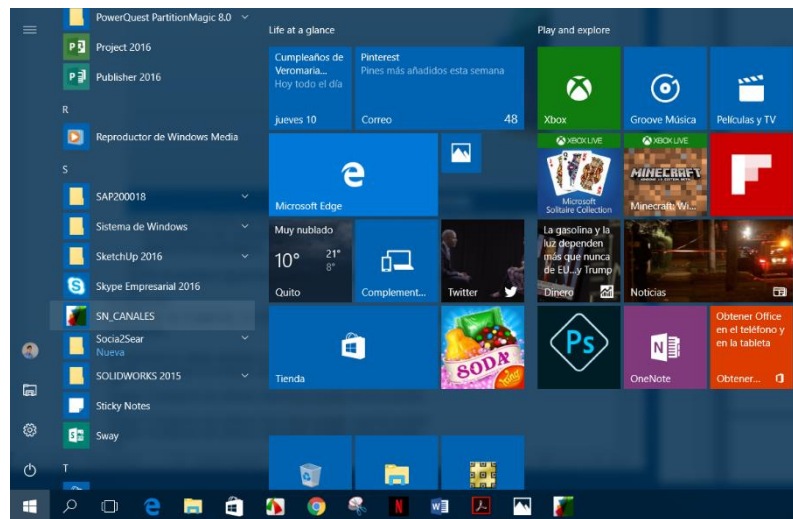 PowerQuest PartitionMagic 8.0
Project 2016
Publisher 2016
R
Reproductor de Windows Media
S
SAP200018
Sistema de Windows
SketchUp 2016
Skype Empresarial 2016
SN_CANALES
Socia2Sear
Nueva
SOLIDWORKS 2015
Sticky Notes
Sway
T
Life at a glance
Cumpleaños de
Veromaria...
Hoy todo el día
jueves 10
Pinterest
Pines más añadidos esta semana
Correo 48
Microsoft Edge
Muy nublado
10° 21°
8°
Quito
Complement...
Twitter
Tienda
SODA
Play and explore
Xbox
Groove Música
Películas y TV
XBOX LIVE
Microsoft
Solitaire Collection
XBOX LIVE
MINECRAFT
Minecraft: Wi...
La gasolina y la
luz dependen
más que nunca
de EU...y Trump
Dinero
Noticias
Ps
OneNote
Obtener Office
en el teléfono y
en la tableta
Obtener...